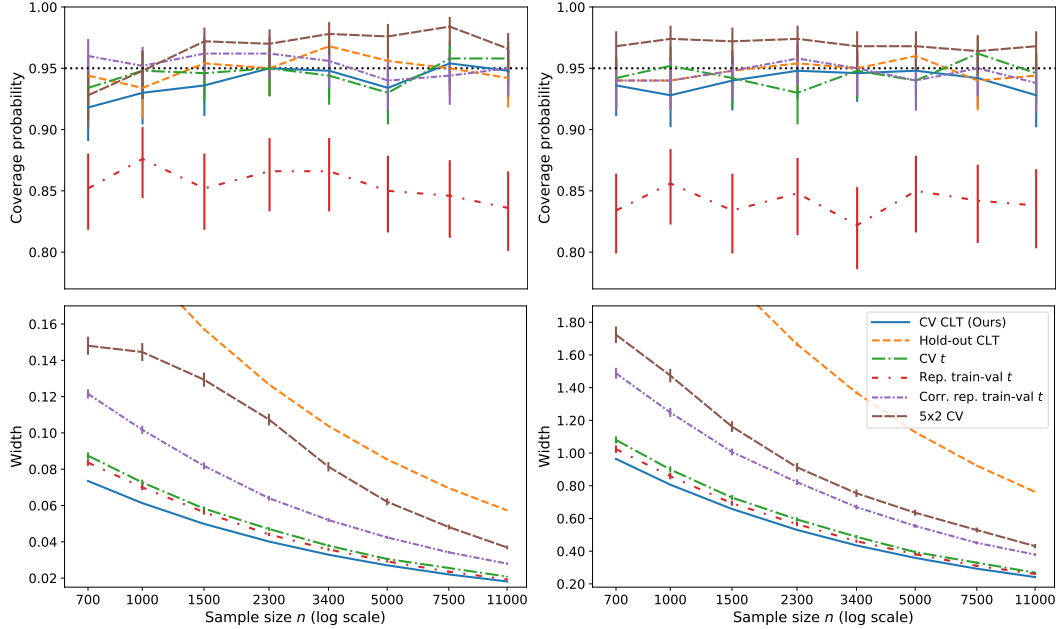 1.00
0.95
0.90
0.85
0.80
Coverage probability
1.00
0.95
0.90
0.85
0.80
Coverage probability
0.16
0.14
0.12
0.10
0.08
0.06
0.04
0.02
Width
700 1000 1500 2300 3400 5000 7500 11000
Sample size n (log scale)
1.80
1.60
1.40
1.20
1.00
0.80
0.60
0.40
0.20
Width
CV CLT (Ours)
Hold-out CLT
CV t
Rep. train-val t
Corr. rep. train-val t
5x2 CV
700 1000 1500 2300 3400 5000 7500 11000
Sample size n (log scale)